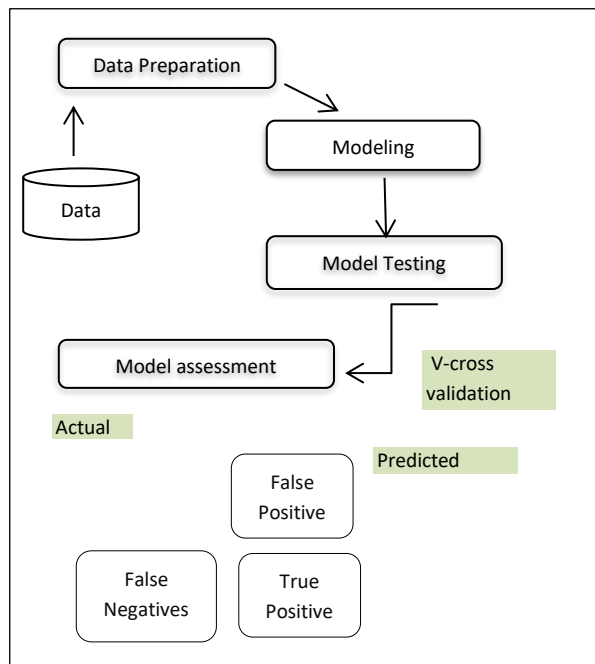 Data Preparation
Modeling
Data
Model Testing
Model assessment
V-cross
validation
Actual
Predicted
False
Positive
False
Negatives
True
Positive